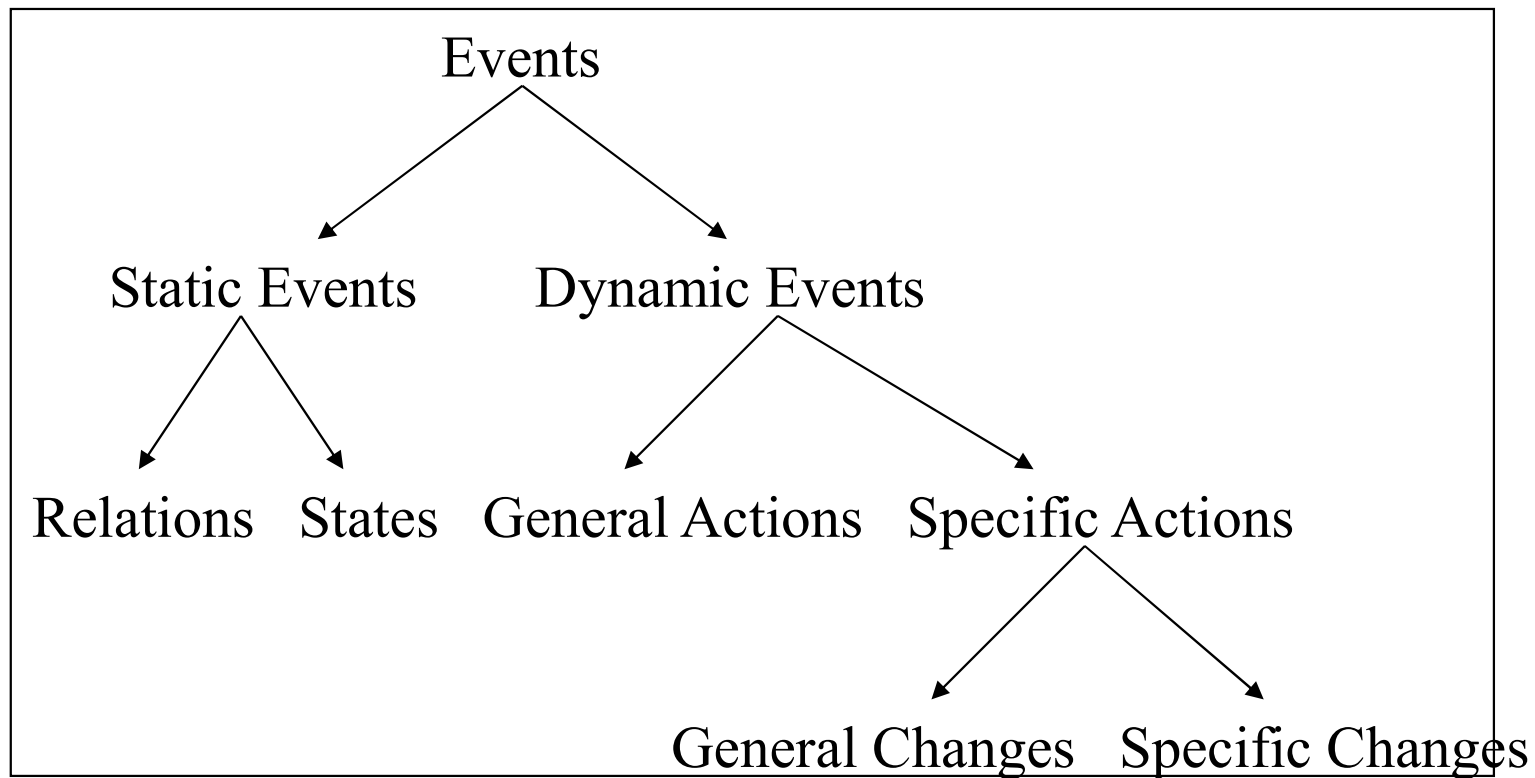 Events
Static Events Dynamic Events
Relations States General Actions Specific Actions
General Changes Specific Changes